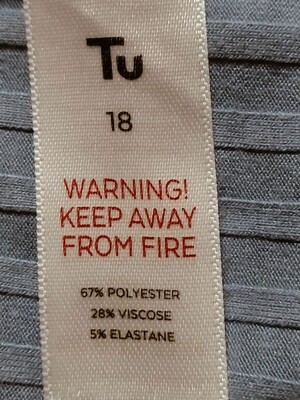 Tu
18
WARNING!
KEEP AWAY
FROM FIRE
67% POLYESTER
28% VISCOSE
5% ELASTANE